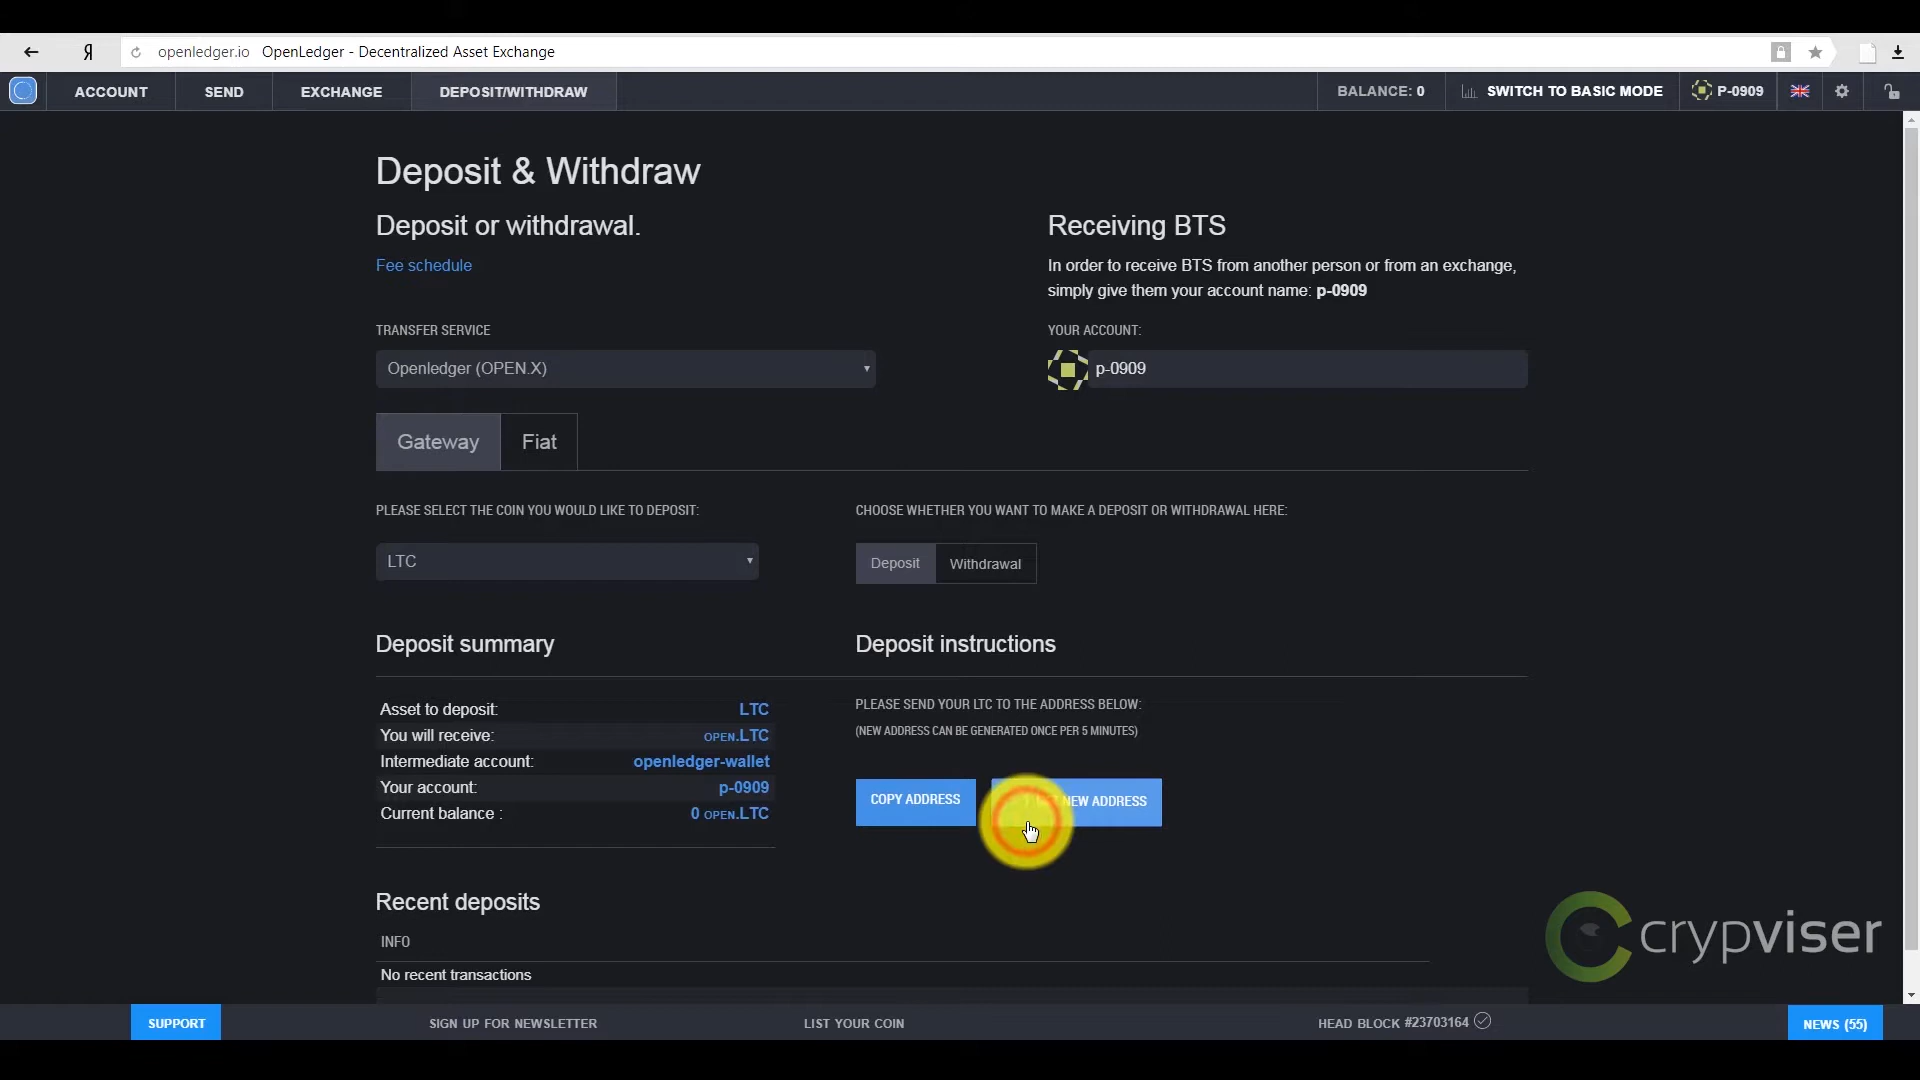 Я openledger.io OpenLedger - Decentralized Asset Exchange
ACCOUNT SEND EXCHANGE DEPOSIT/WITHDRAW BALANCE: 0 SWITCH TO BASIC MODE P-0909
Deposit & Withdraw
Deposit or withdrawal.
Fee schedule
Receiving BTS
In order to receive BTS from another person or from an exchange,
simply give them your account name: p-0909
TRANSFER SERVICE
Openledger (OPEN.X)
YOUR ACCOUNT:
p-0909
Gateway Fiat
PLEASE SELECT THE COIN YOU WOULD LIKE TO DEPOSIT:
LTC
CHOOSE WHETHER YOU WANT TO MAKE A DEPOSIT OR WITHDRAWAL HERE:
Deposit Withdrawal
Deposit summary
Asset to deposit: LTC
You will receive: OPEN.LTC
Intermediate account: openledger-wallet
Your account: p-0909
Current balance : 0 OPEN.LTC
Deposit instructions
PLEASE SEND YOUR LTC TO THE ADDRESS BELOW:
(NEW ADDRESS CAN BE GENERATED ONCE PER 5 MINUTES)
COPY ADDRESS NEW ADDRESS
Recent deposits
INFO
No recent transactions
crypviser
SUPPORT SIGN UP FOR NEWSLETTER LIST YOUR COIN HEAD BLOCK #23703164 NEWS (55)